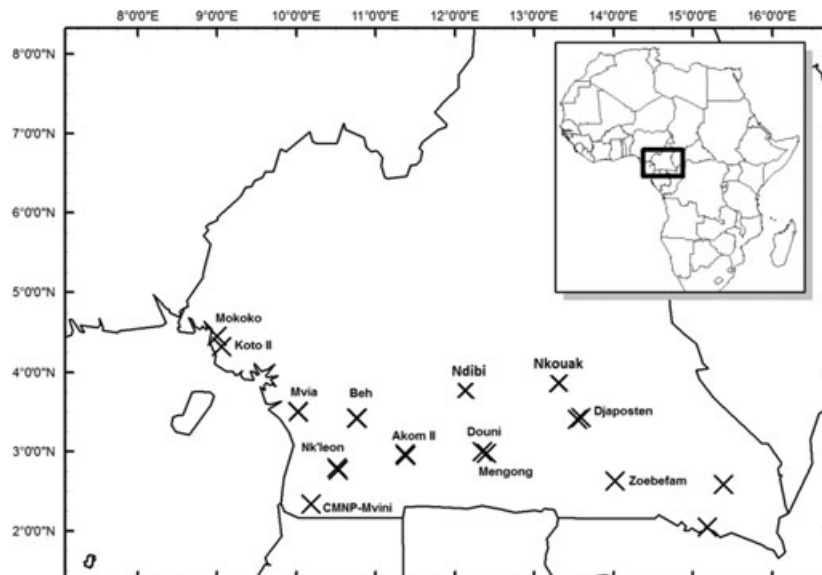 8°0'0"E 9°0'0"E 10°0'0"E 11°0'0"E 12°0'0"E 13°0'0"E 14°0'0"E 15°0'0"E 16°0'0"E
8°0'0"N
7°0'0"N
6°0'0"N
5°0'0"N
Mokoko
Koto II
4°0'0"N
Ndibi
Nkouak
Mvia
Beh
Djaposten
Akom II
Douni
Nk'leon
3°0'0"N
Mengong
Zoebefam
CMNP-Mvini
2°0'0"N